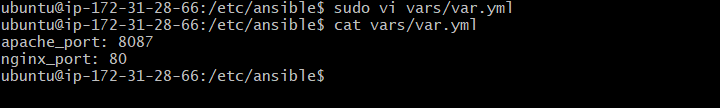 ubuntu@ip-172-31-28-66:/etc/ansible$ sudo vi vars/var.yml
ubuntu@ip-172-31-28-66:/etc/ansible$ cat vars/var.yml
apache_port: 8087
nginx_port: 80
ubuntu@ip-172-31-28-66:/etc/ansible$